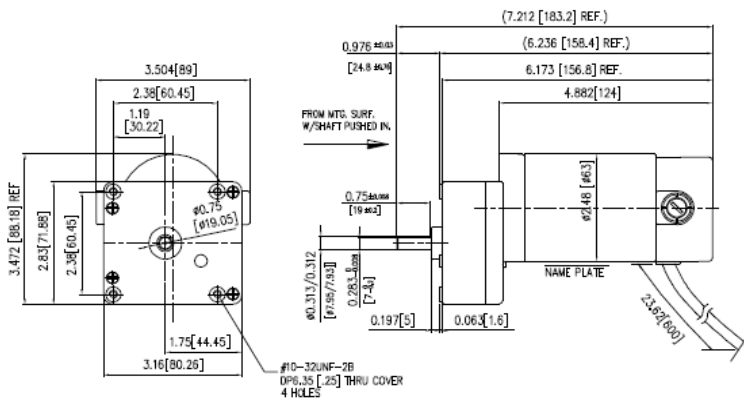 (7.212 [183.2] REF.)
0.976 ±0.03
[24.8 ±0.76]
(6.236 [158.4] REF.)
3.504[89]
6.173 [156.8] REF.
2.38[60.45]
4.882[124]
1.19
[30.22]
FROM MTG. SURF.
W/SHAFT PUSHED IN.
3.472 [88.18] REF
2.83[71.88]
2.38[60.45]
ø0.75
[ø19.05]
0.75±0.008
[19 ±0.2]
ø2.48 [ø63]
ø0.313/0.312
[ø7.95/7.93]
0.283
NAME PLATE
23.62[600]
0.197[5]
0.063[1.6]
1.75[44.45]
3.16[80.26]
#10-32UNF-2B
DP6.35 [.25] THRU COVER
4 HOLES